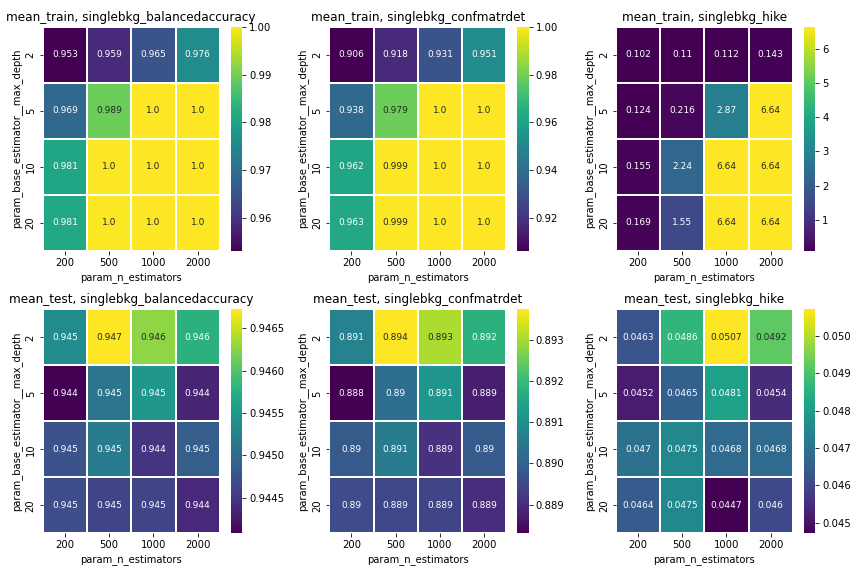 mean_train, singlebkg_balancedaccuracy
param_base_estimator__max_depth
2 0.953 0.959 0.965 0.976
5 0.969 0.989 1.0 1.0
10 0.981 1.0 1.0 1.0
20 0.981 1.0 1.0 1.0
200 500 1000 2000
param_n_estimators
1.00
0.99
0.98
0.97
0.96
mean_train, singlebkg_confmatrdet
param_base_estimator__max_depth
2 0.906 0.918 0.931 0.951
5 0.938 0.979 1.0 1.0
10 0.962 0.999 1.0 1.0
20 0.963 0.999 1.0 1.0
200 500 1000 2000
param_n_estimators
1.00
0.98
0.96
0.94
0.92
mean_train, singlebkg_hike
param_base_estimator__max_depth
2 0.102 0.11 0.112 0.143
5 0.124 0.216 2.87 6.64
10 0.155 2.24 6.64 6.64
20 0.169 1.55 6.64 6.64
200 500 1000 2000
param_n_estimators
6
5
4
3
2
1
mean_test, singlebkg_balancedaccuracy
param_base_estimator__max_depth
2 0.945 0.947 0.946 0.946
5 0.944 0.945 0.945 0.944
10 0.945 0.945 0.944 0.945
20 0.945 0.945 0.945 0.944
200 500 1000 2000
param_n_estimators
0.9465
0.9460
0.9455
0.9450
0.9445
mean_test, singlebkg_confmatrdet
param_base_estimator__max_depth
2 0.891 0.894 0.893 0.892
5 0.888 0.89 0.891 0.889
10 0.89 0.891 0.889 0.89
20 0.89 0.889 0.889 0.889
200 500 1000 2000
param_n_estimators
0.893
0.892
0.891
0.890
0.889
mean_test, singlebkg_hike
param_base_estimator__max_depth
2 0.0463 0.0486 0.0507 0.0492
5 0.0452 0.0465 0.0481 0.0454
10 0.047 0.0475 0.0468 0.0468
20 0.0464 0.0475 0.0447 0.046
200 500 1000 2000
param_n_estimators
0.050
0.049
0.048
0.047
0.046
0.045